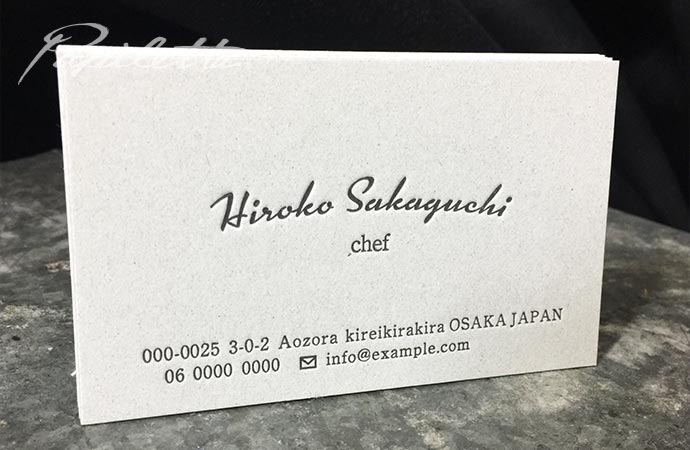 Hiroko Sakaguchi
chef
000-0025 3-0-2 Aozora kireikirakira OSAKA JAPAN
06 0000 0000 ✉ info@example.com